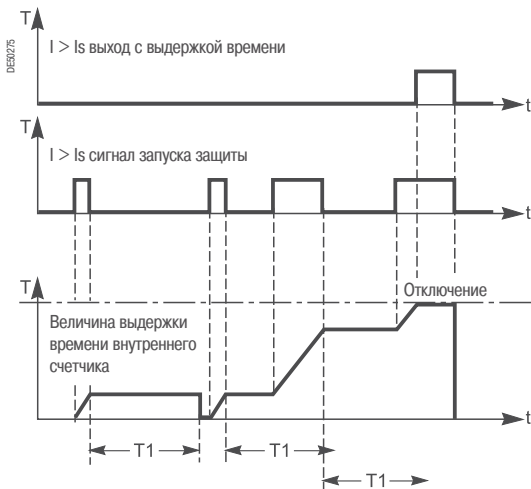 T
I > Is выход с выдержкой времени
DE50275
t
T
I > Is сигнал запуска защиты
t
T
Отключение
Величина выдержки
времени внутреннего
счетчика
t
T1
T1
T1